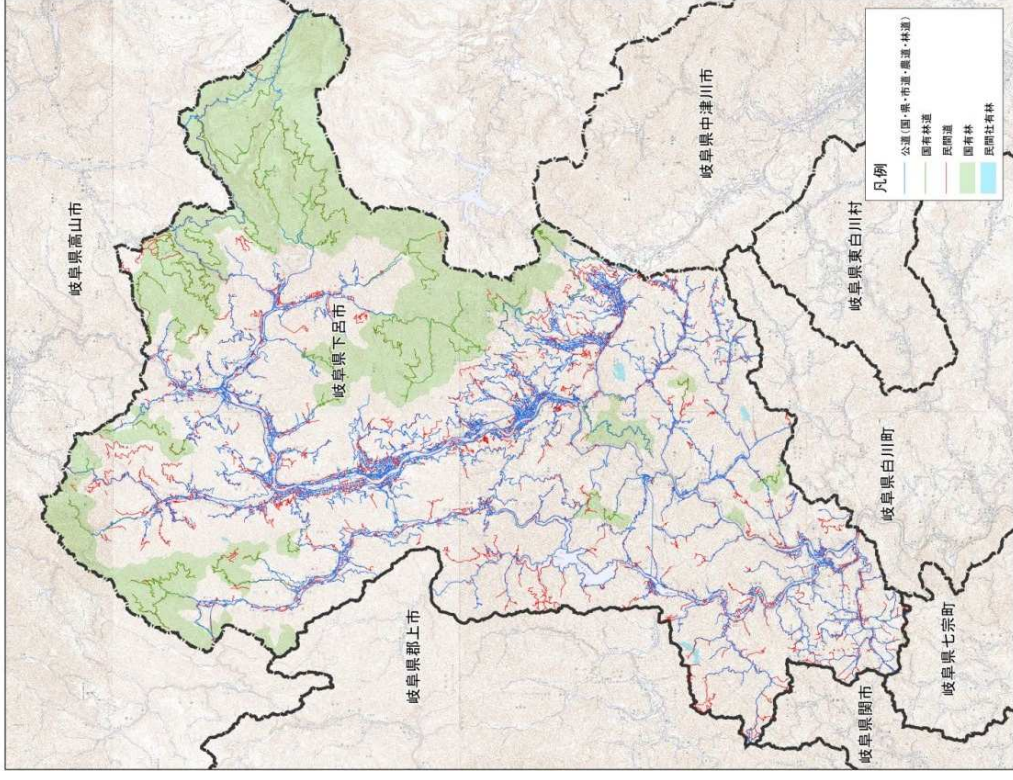 岐阜県高山市
岐阜県下呂市
岐阜県中津川市
岐阜県郡上市
岐阜県東白川村
岐阜県白川町
岐阜県七宗町
岐阜県関市
凡例
公道(国・県・市道・農道・林道)
国有林道
民間道
国有林
民間社有林